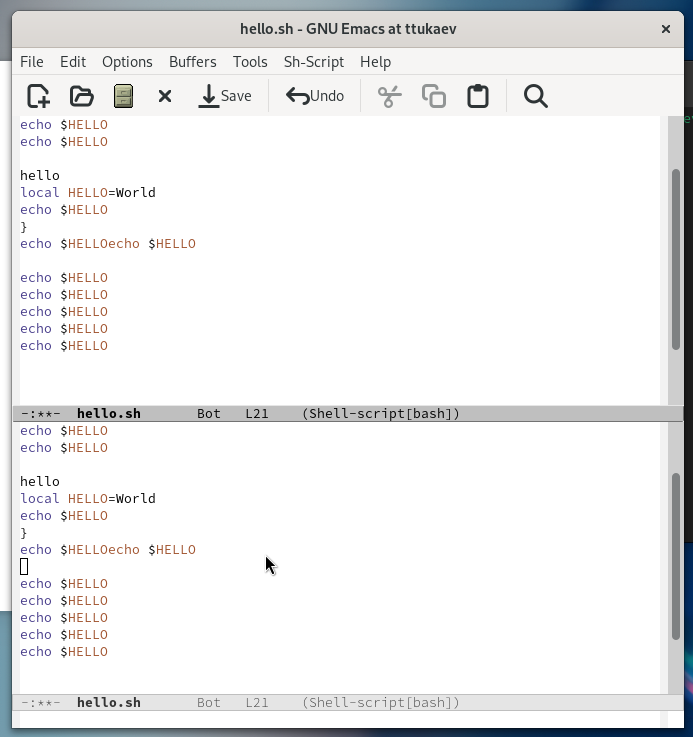 hello.sh - GNU Emacs at ttukaev
File Edit Options Buffers Tools Sh-Script Help
Save Undo
echo $HELLO
echo $HELLO
hello
local HELLO=World
echo $HELLO
}
echo $HELLOecho $HELLO
echo $HELLO
echo $HELLO
echo $HELLO
echo $HELLO
echo $HELLO
-:**- hello.sh Bot L21 (Shell-script[bash])
echo $HELLO
echo $HELLO
hello
local HELLO=World
echo $HELLO
}
echo $HELLOecho $HELLO
echo $HELLO
echo $HELLO
echo $HELLO
echo $HELLO
echo $HELLO
-:**- hello.sh Bot L21 (Shell-script[bash])